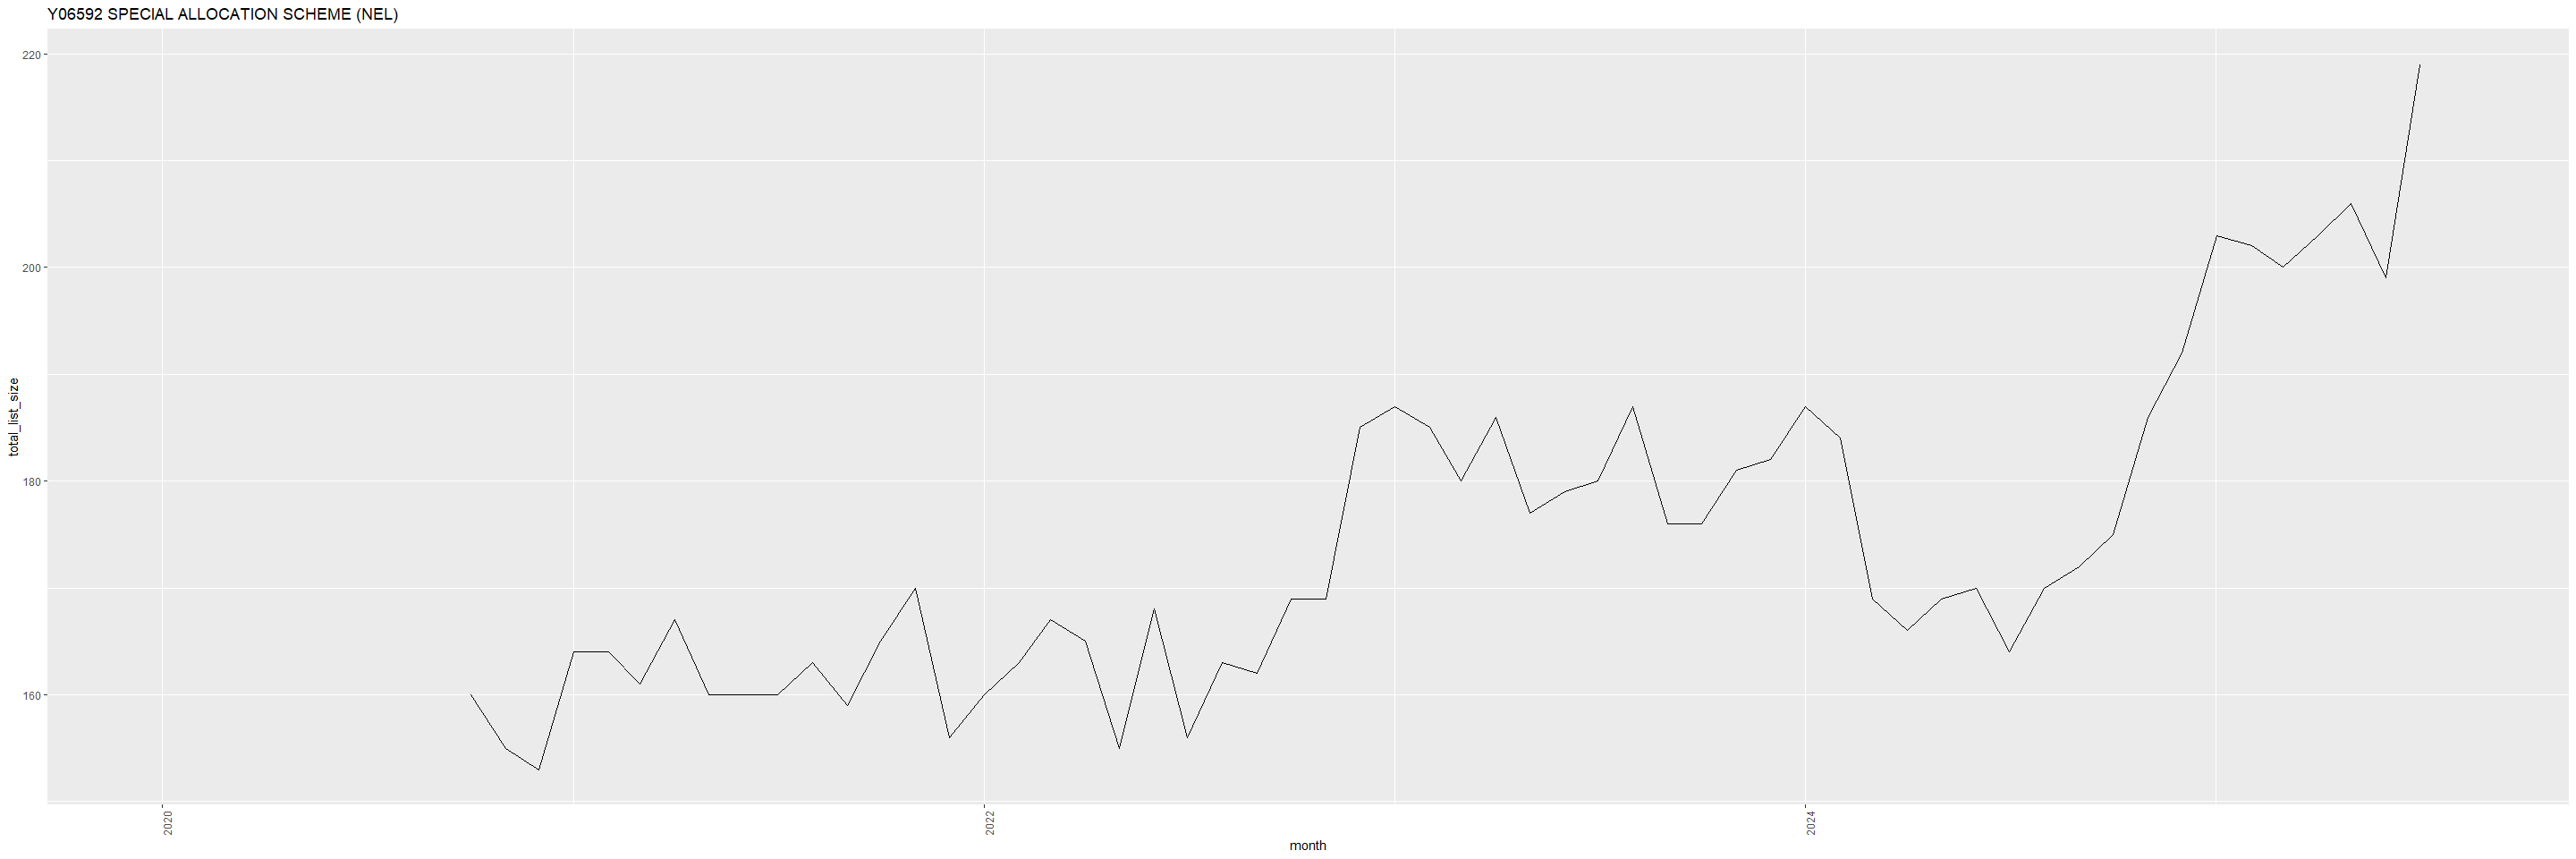 Y06592 SPECIAL ALLOCATION SCHEME (NEL)
220
200
180
160
total_list_size
2020
2022
2024
month